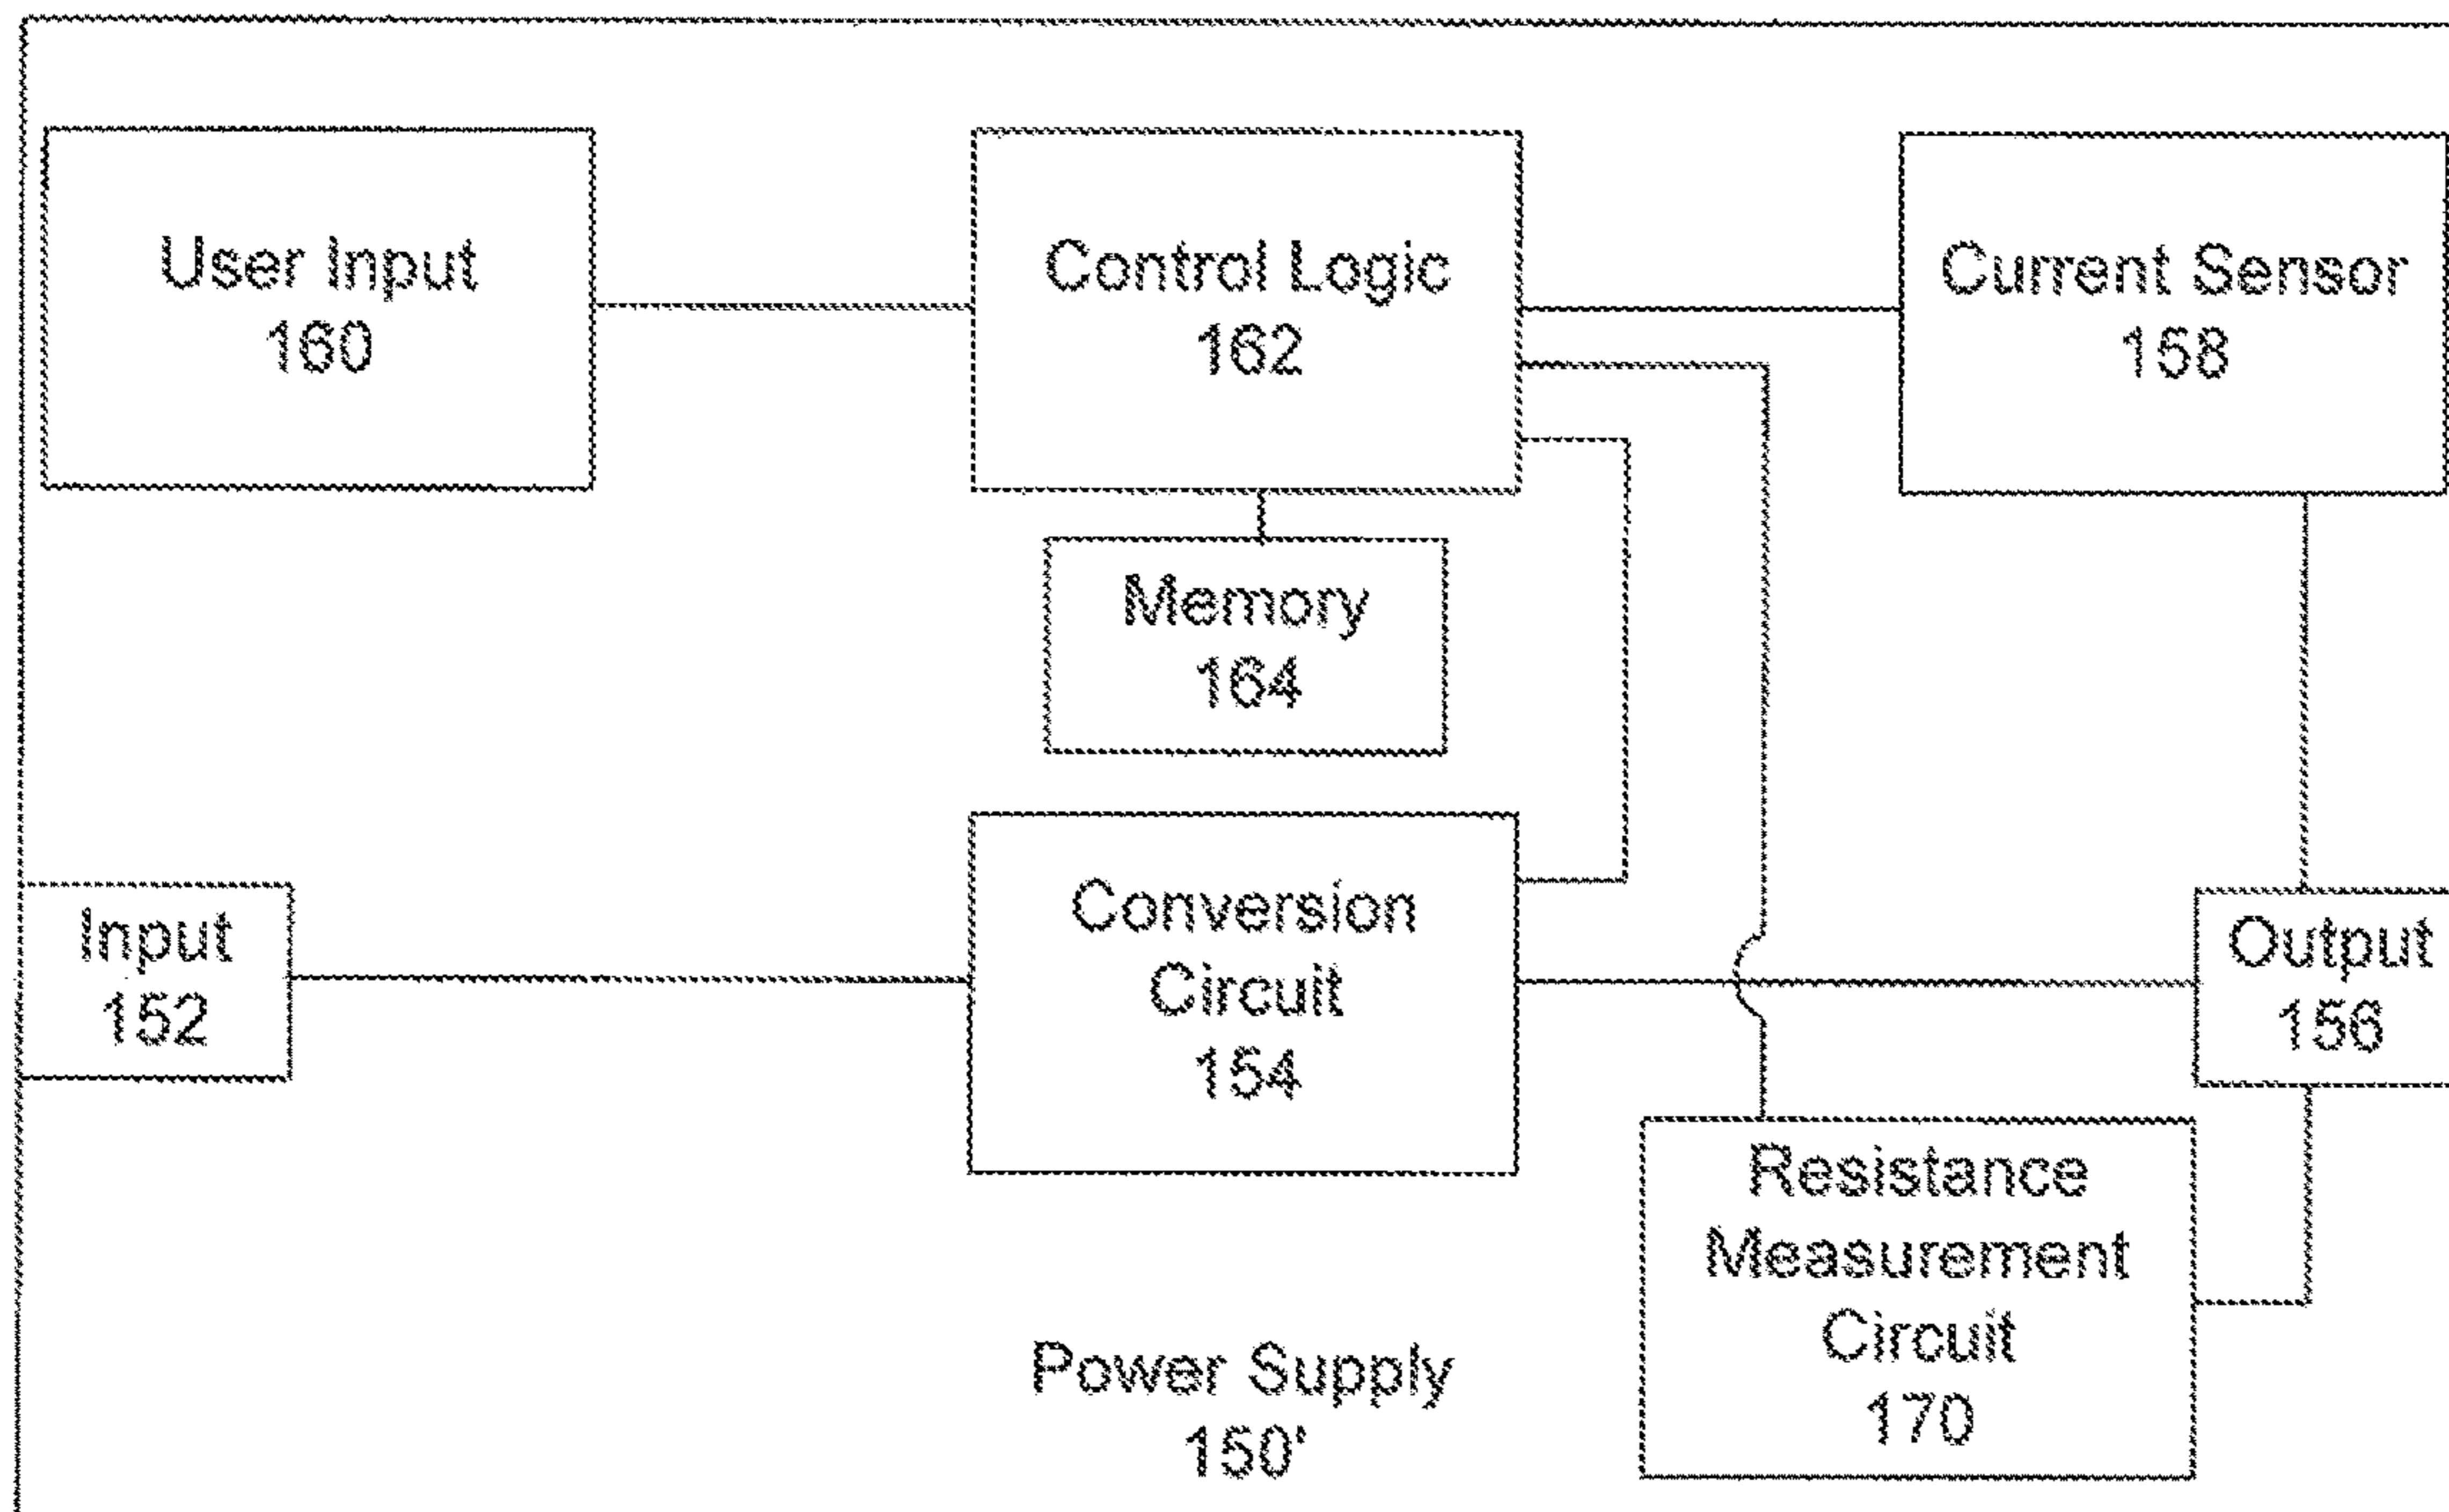 User Input
160
Control Logic
162
Current Sensor
158
Memory
164
Input
152
Conversion
Circuit
154
Output
156
Resistance
Measurement
Circuit
170
Power Supply
150'